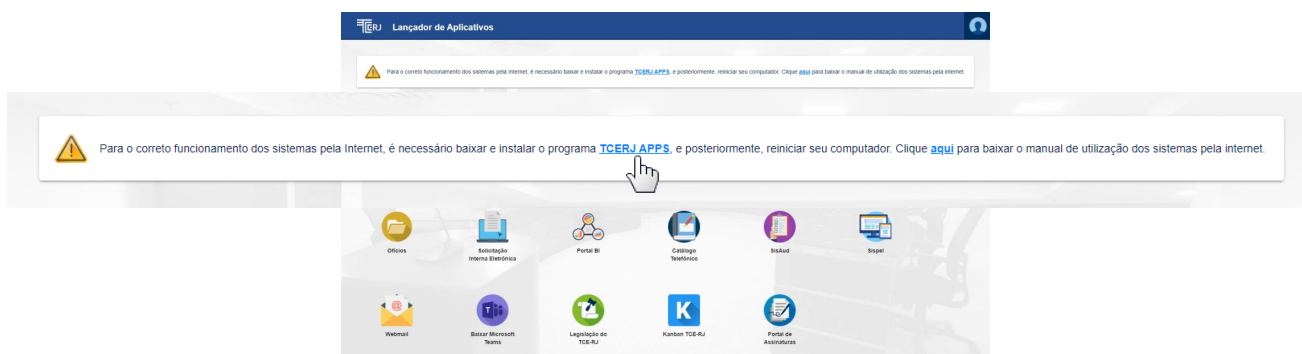 TCERJ Lançador de Aplicativos
Para o correto funcionamento dos sistemas pela Internet, é necessário baixar e instalar o programa TCERJ APPS, e posteriormente, reiniciar seu computador. Clique aqui para baixar o manual de utilização dos sistemas pela internet.
Para o correto funcionamento dos sistemas pela Internet, é necessário baixar e instalar o programa TCERJ APPS, e posteriormente, reiniciar seu computador. Clique aqui para baixar o manual de utilização dos sistemas pela internet.
Ofícios
Solicitação
Interna Eletrônica
Portal BI
Catálogo
Telefônico
SisAud
Sispel
Webmail
Baixar Microsoft
Teams
Legislação do
TCE-RJ
K
Kanban TCE-RJ
Portal de
Assinaturas